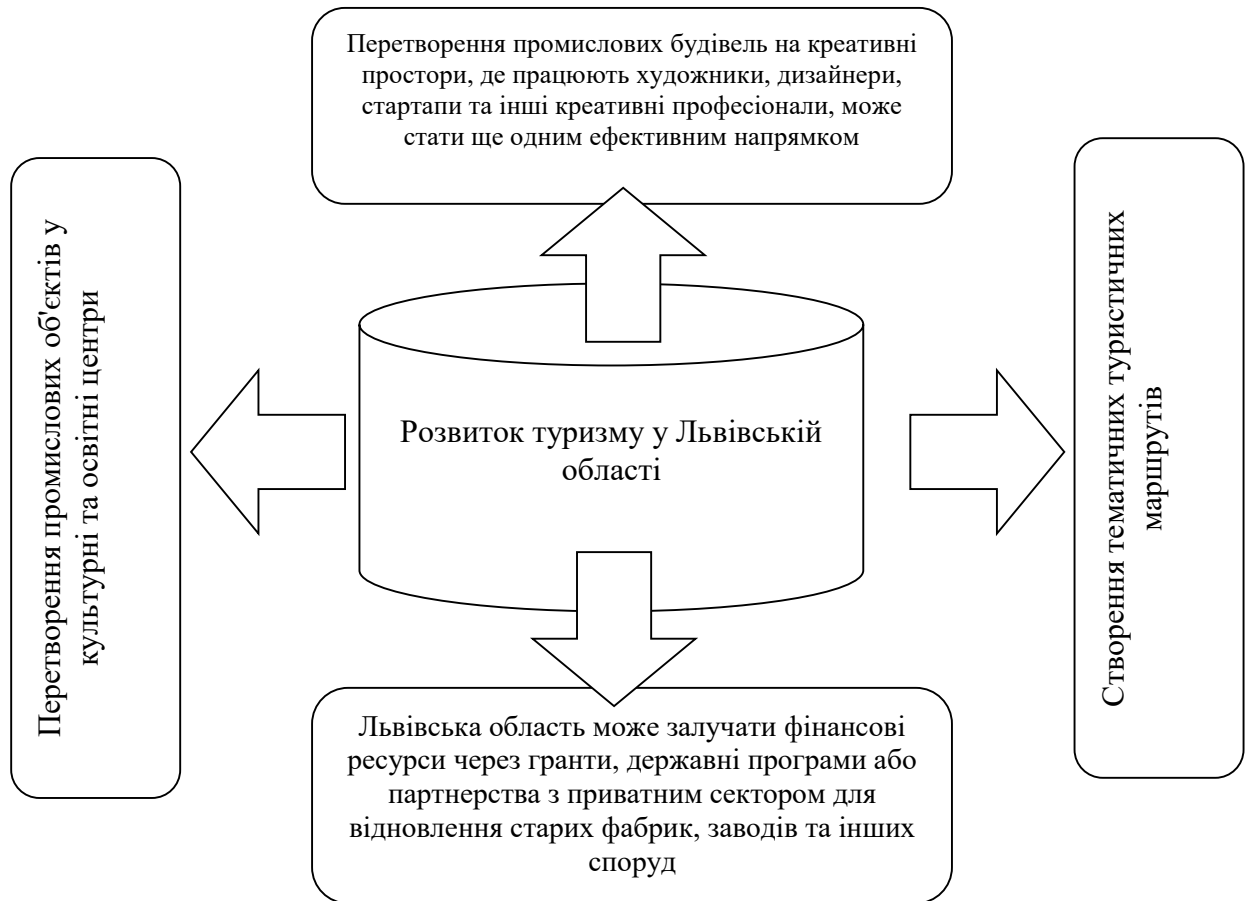 Перетворення промислових будівель на креативні
простори, де працюють художники, дизайнери,
стартапи та інші креативні професіонали, може
стати ще одним ефективним напрямком
Перетворення промислових об'єктів у
культурні та освітні центри
Розвиток туризму у Львівській
області
Створення тематичних туристичних
маршрутів
Львівська область може залучати фінансові
ресурси через гранти, державні програми або
партнерства з приватним сектором для
відновлення старих фабрик, заводів та інших
споруд